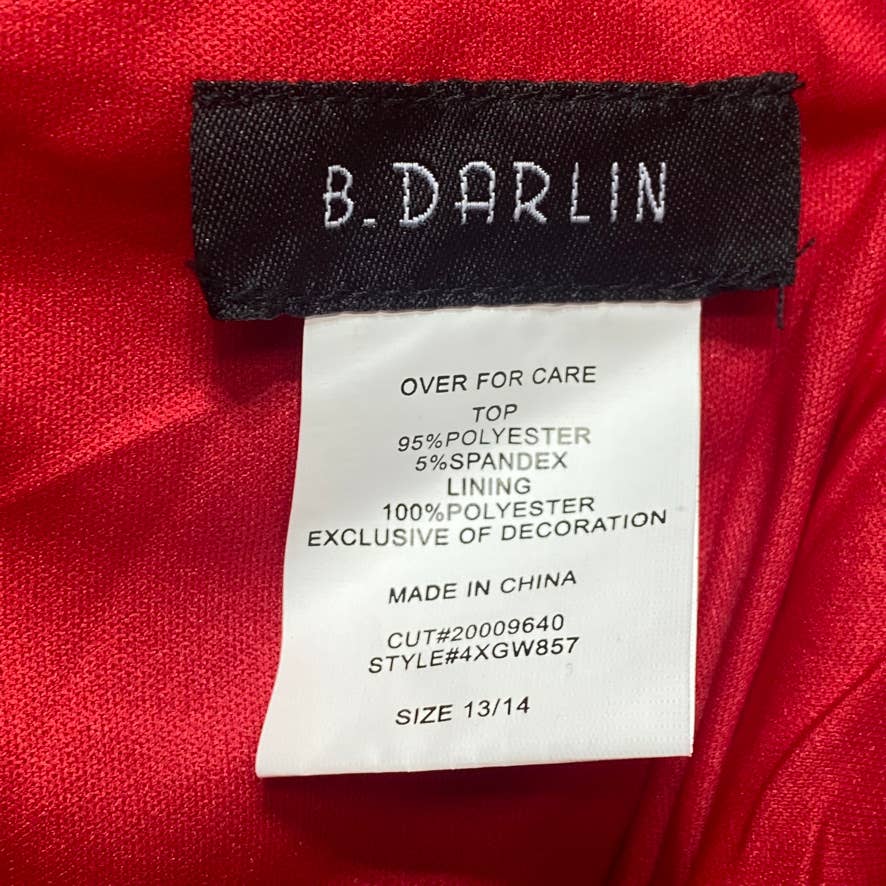 B. DARLIN
OVER FOR CARE
TOP
95%POLYESTER
5%SPANDEX
LINING
100%POLYESTER
EXCLUSIVE OF DECORATION
MADE IN CHINA
CUT#20009640
STYLE#4XGW857
SIZE 13/14